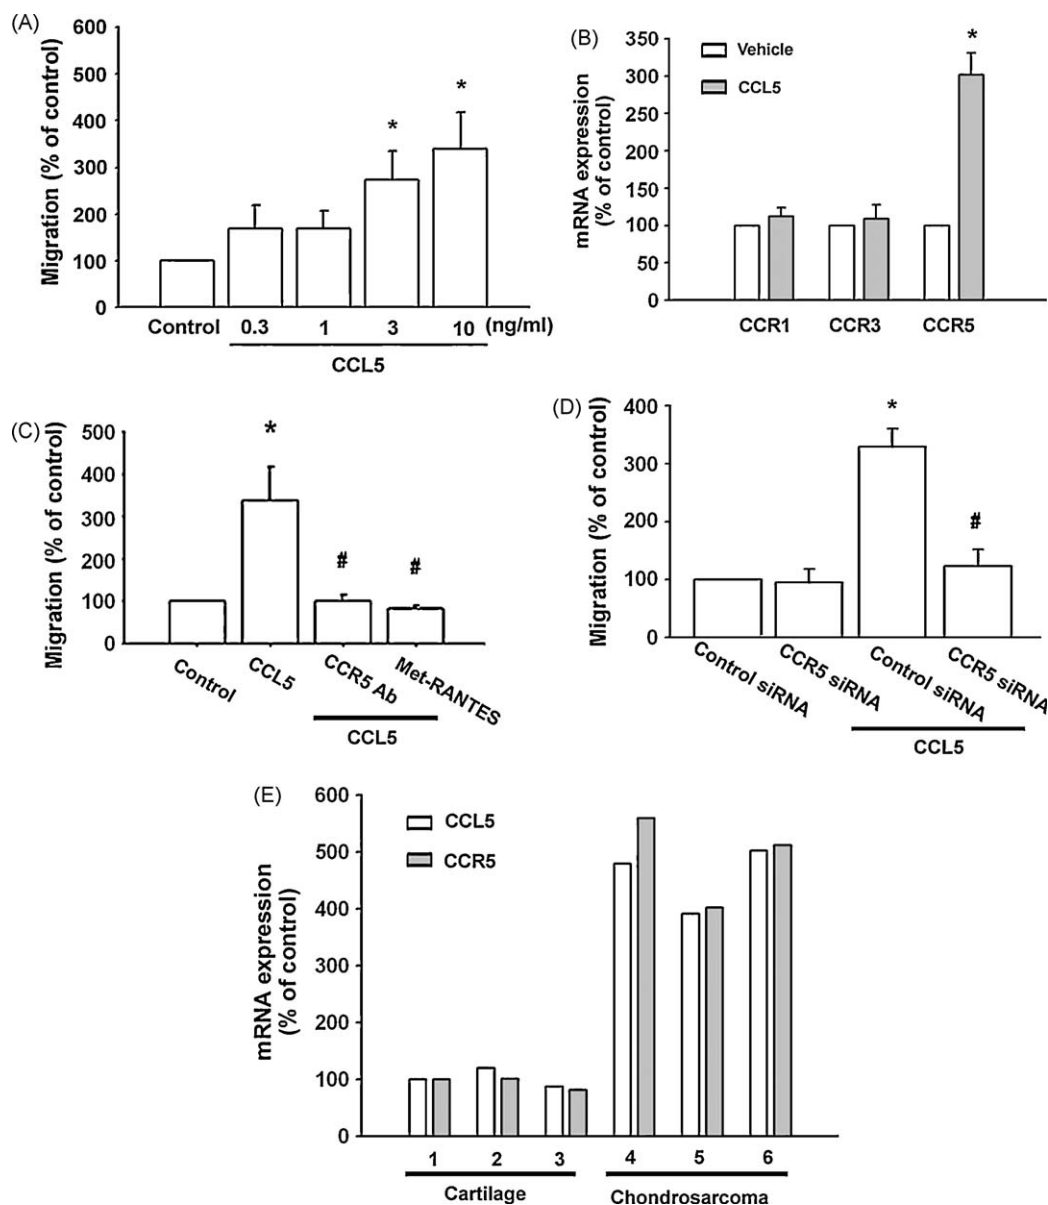 (A)
Migration (% of control)
600
500
400
300
200
100
0
*
*
Control
0.3
1
3
10
(ng/ml)
CCL5
(B)
mRNA expression
(% of control)
350
300
250
200
150
100
50
0
Vehicle
CCL5
*
CCR1
CCR3
CCR5
(C)
Migration (% of control)
500
400
300
200
100
0
*
#
#
Control
CCL5
CCR5 Ab
Met-RANTES
CCL5
(D)
Migration (% of control)
400
300
200
100
0
*
#
Control siRNA
CCR5 siRNA
Control siRNA
CCR5 siRNA
CCL5
(E)
mRNA expression
(% of control)
600
500
400
300
200
100
0
CCL5
CCR5
1
2
3
4
5
6
Cartilage
Chondrosarcoma